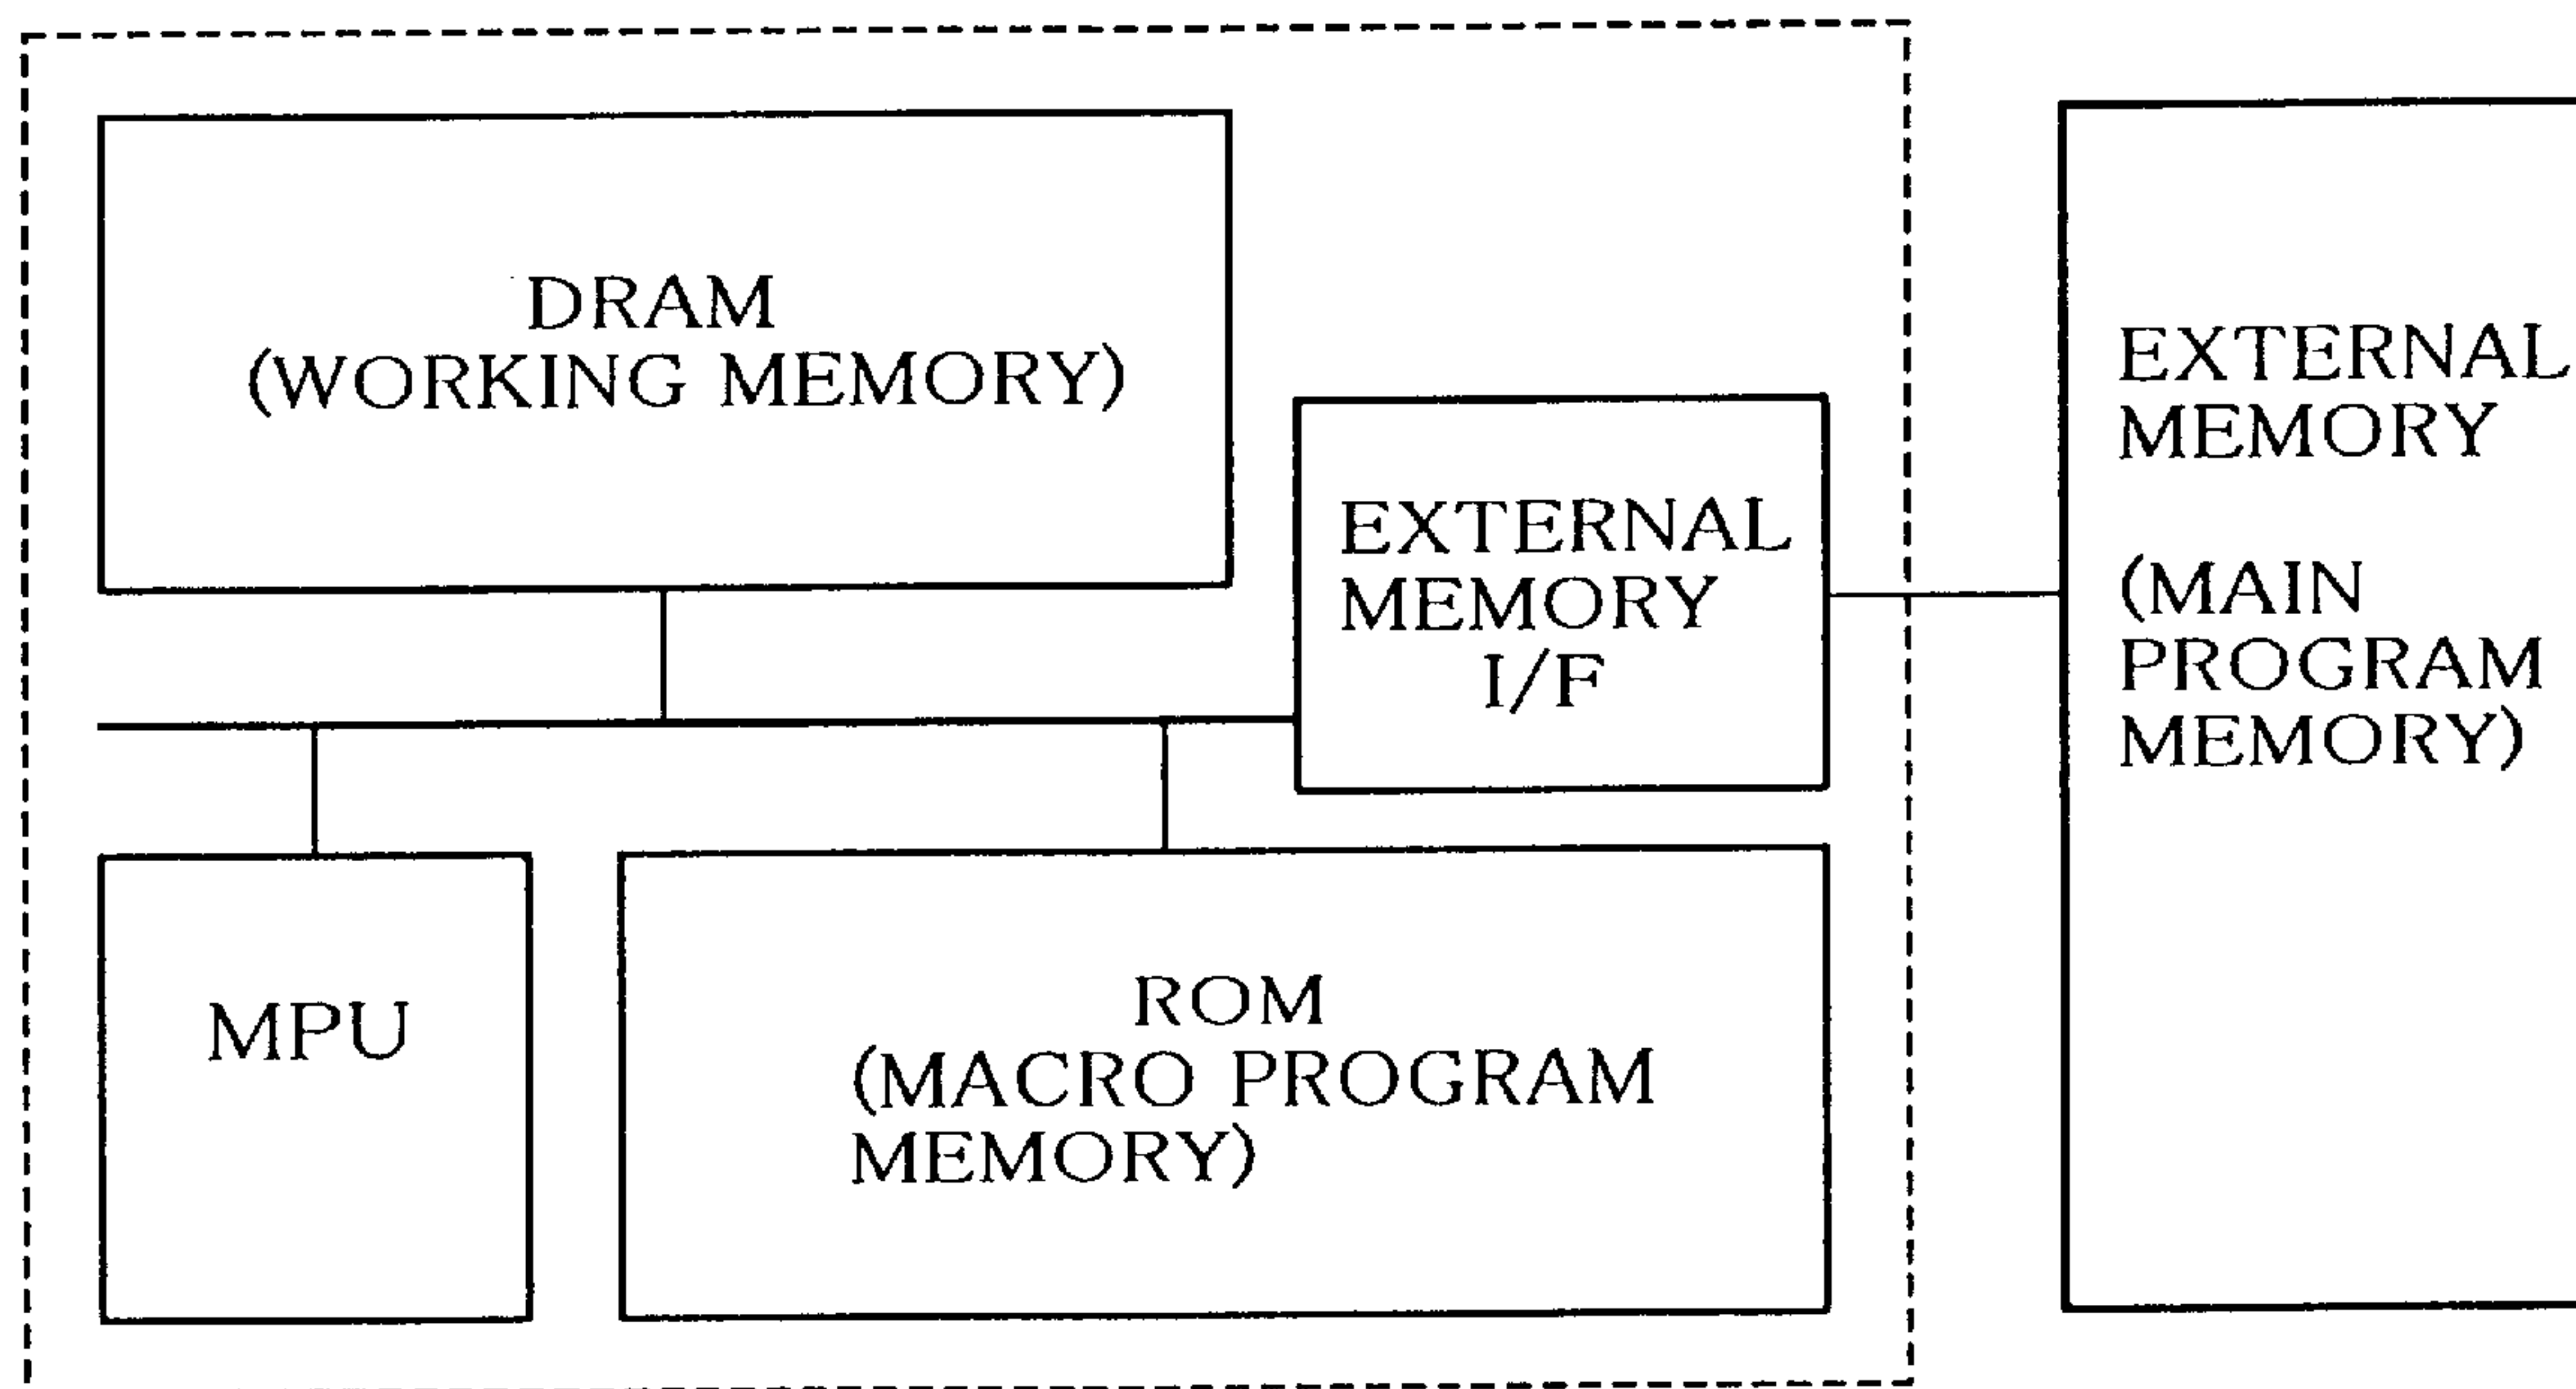 DRAM
(WORKING MEMORY)
EXTERNAL
MEMORY
I/F
EXTERNAL
MEMORY
(MAIN
PROGRAM
MEMORY)
MPU
ROM
(MACRO PROGRAM
MEMORY)